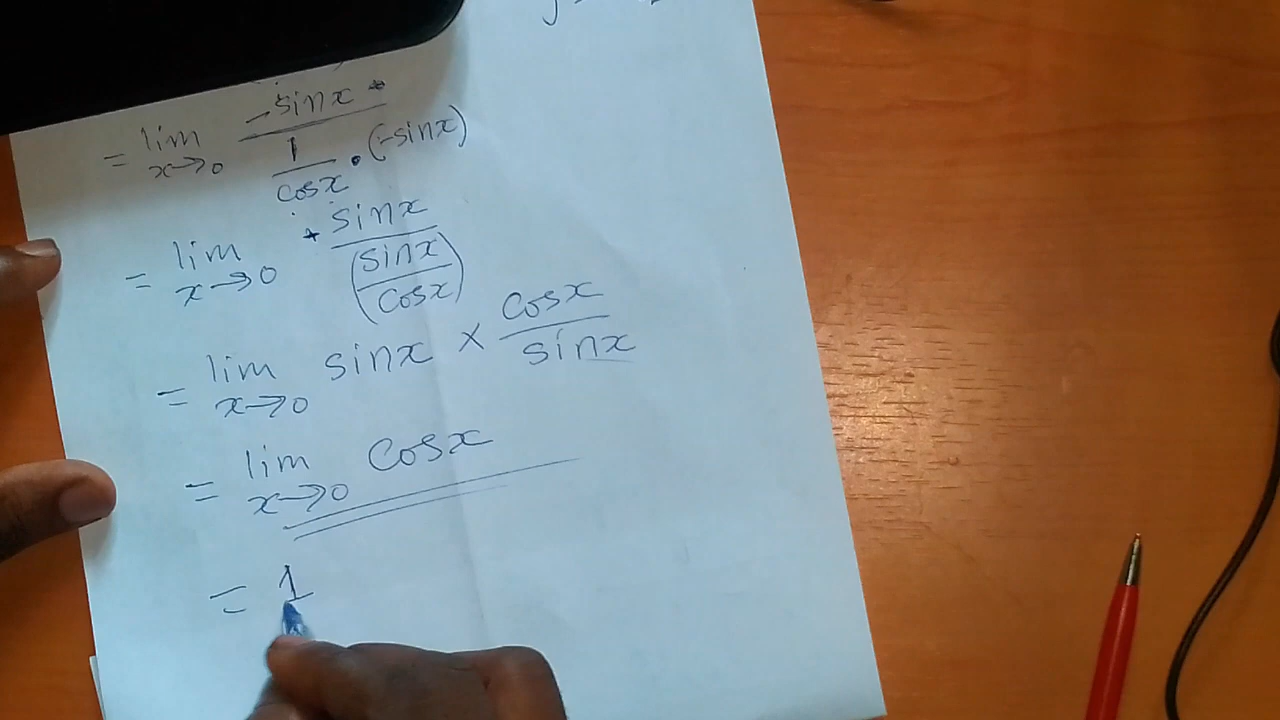 = lim x→0 -sinx / (1/cosx · (-sinx))
= lim x→0 + sinx / (sinx/cosx)
= lim x→0 sinx × cosx/sinx
= lim x→0 cosx
= 1